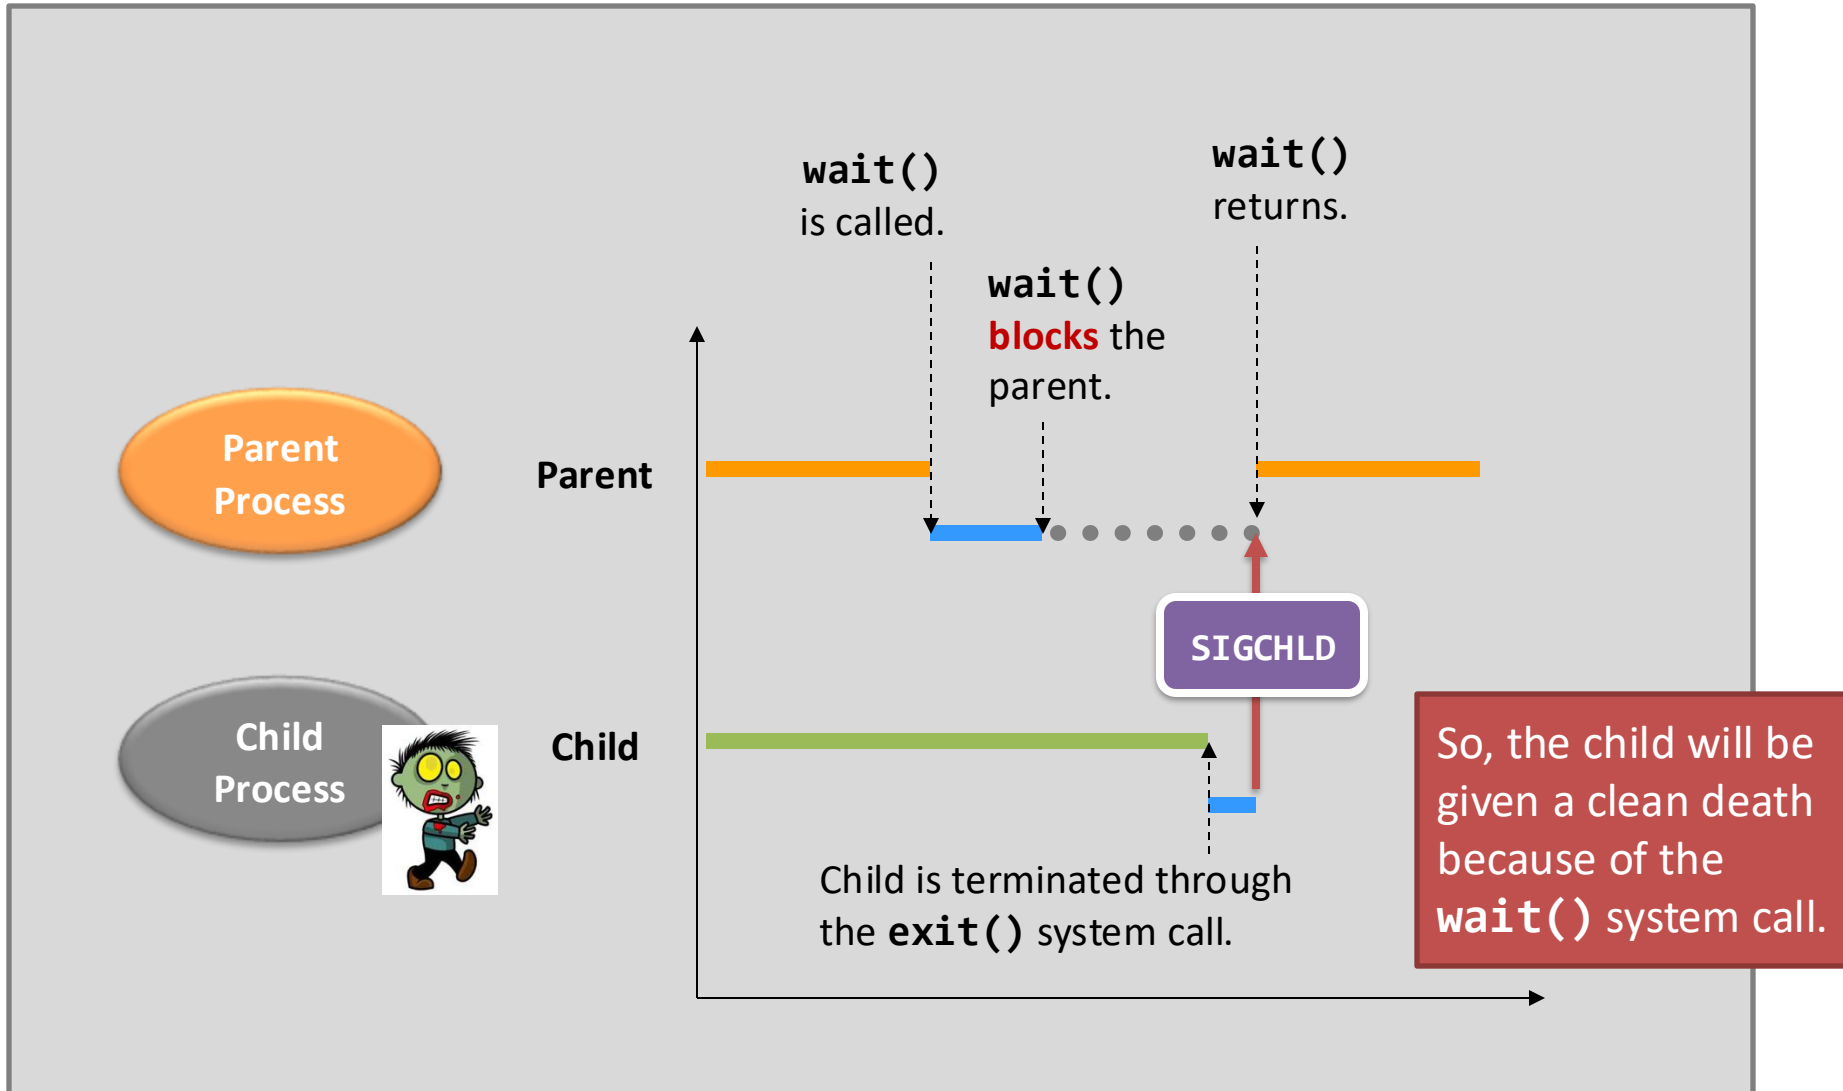 wait()
is called.
wait()
returns.
wait()
blocks the
parent.
Parent
Process
Parent
SIGCHLD
Child
Process
Child
Child is terminated through
the exit() system call.
So, the child will be
given a clean death
because of the
wait() system call.